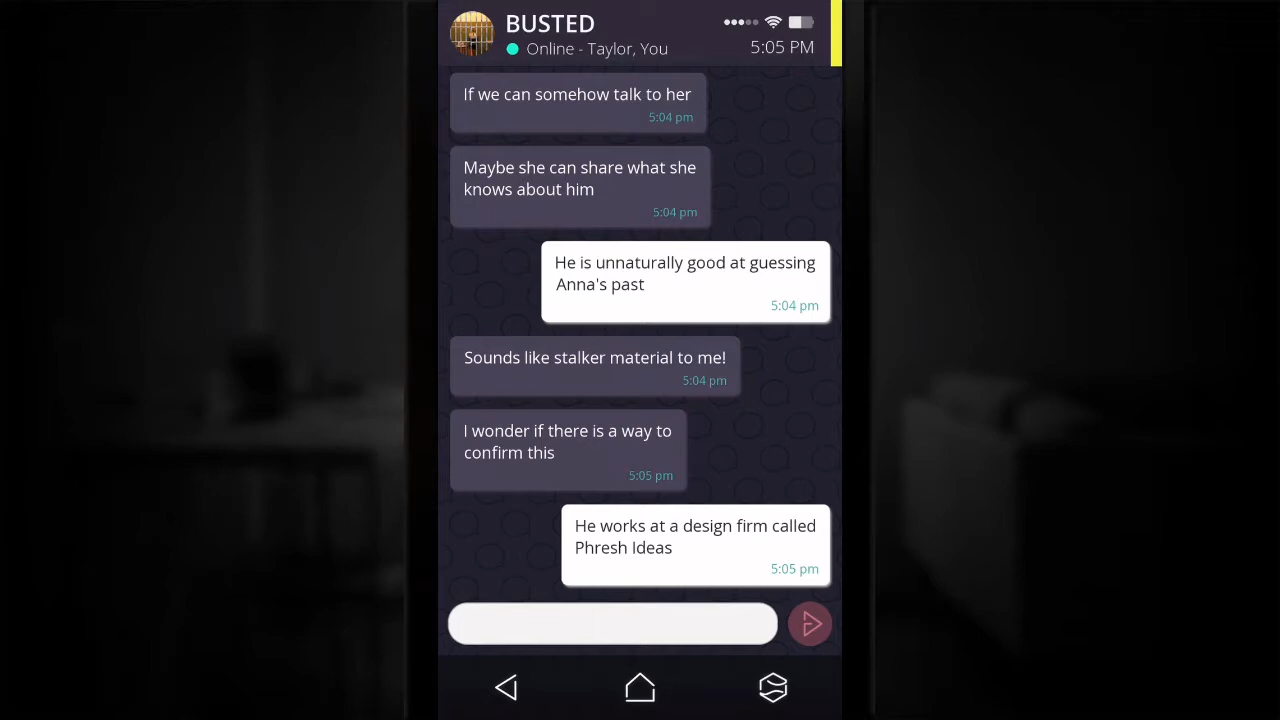 BUSTED
Online - Taylor, You
5:05 PM
If we can somehow talk to her
5:04 pm
Maybe she can share what she
knows about him
5:04 pm
He is unnaturally good at guessing
Anna's past
5:04 pm
Sounds like stalker material to me!
5:04 pm
I wonder if there is a way to
confirm this
5:05 pm
He works at a design firm called
Phresh Ideas
5:05 pm